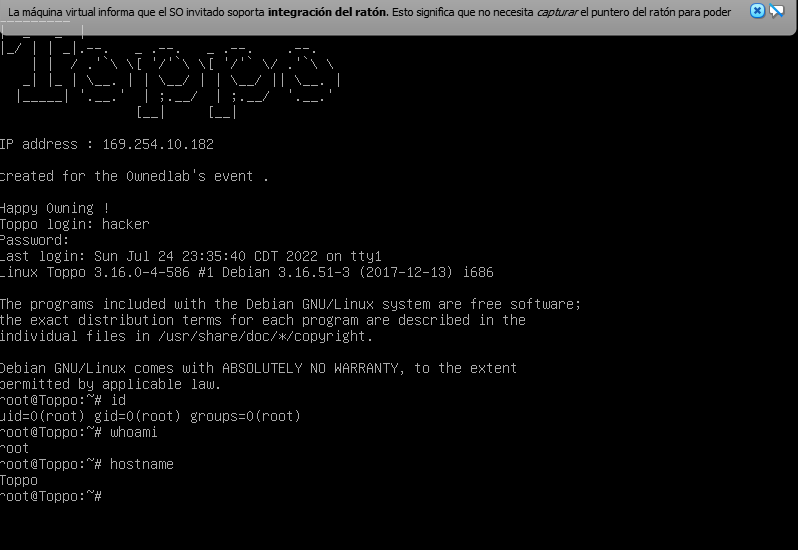 La máquina virtual informa que el SO invitado soporta integración del ratón. Esto significa que no necesita capturar el puntero del ratón para poder
Toppo
IP address : 169.254.10.182
created for the 0wnedlab's event .
Happy 0wning !
Toppo login: hacker
Password:
Last login: Sun Jul 24 23:35:40 CDT 2022 on tty1
Linux Toppo 3.16.0-4-586 #1 Debian 3.16.51-3 (2017-12-13) i686
The programs included with the Debian GNU/Linux system are free software;
the exact distribution terms for each program are described in the
individual files in /usr/share/doc/*/copyright.
Debian GNU/Linux comes with ABSOLUTELY NO WARRANTY, to the extent
permitted by applicable law.
root@Toppo:~# id
uid=0(root) gid=0(root) groups=0(root)
root@Toppo:~# whoami
root
root@Toppo:~# hostname
Toppo
root@Toppo:~#